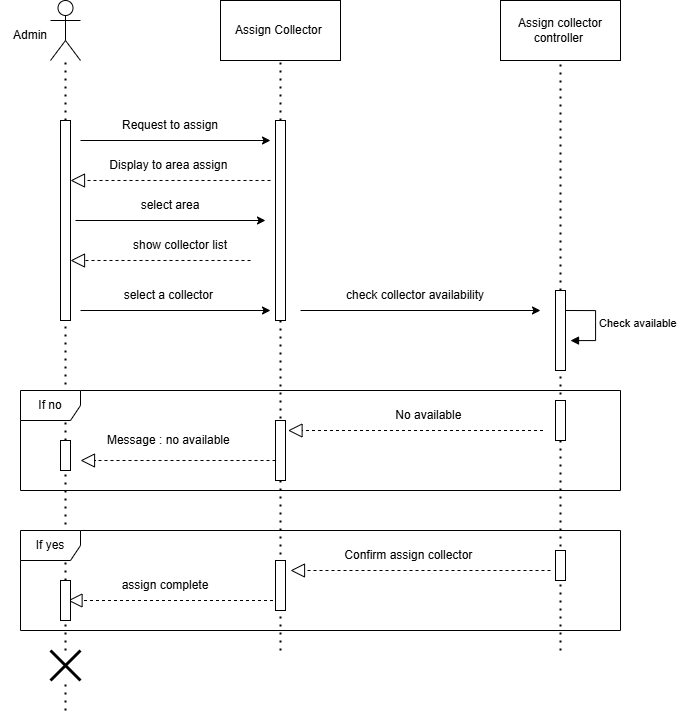 Admin
Assign Collector
Assign collector
controller
Request to assign
Display to area assign
select area
show collector list
select a collector
check collector availability
Check available
If no
No available
Message : no available
If yes
Confirm assign collector
assign complete